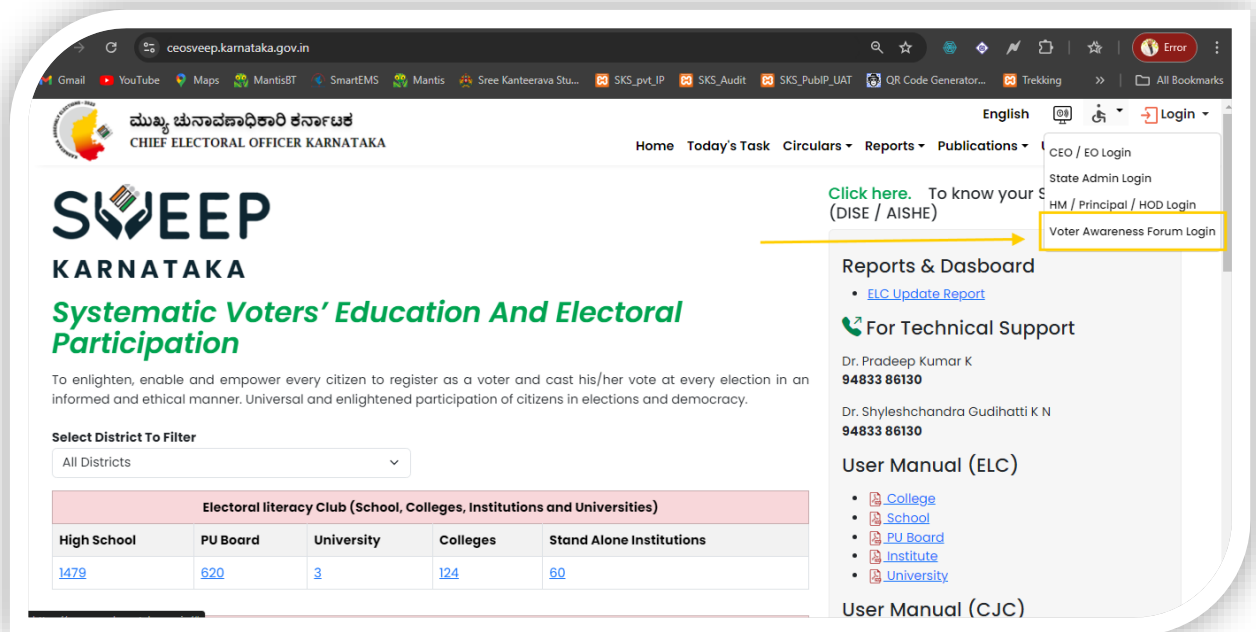 ceosveep.karnataka.gov.in
Error
Gmail YouTube Maps MantisBT SmartEMS Mantis Sree Kanteerava Stu... SKS_pvt_IP SKS_Audit SKS_PubIP_UAT QR Code Generator... Trekking » All Bookmarks
ಮುಖ್ಯ ಚುನಾವಣಾಧಿಕಾರಿ ಕರ್ನಾಟಕ
CHIEF ELECTORAL OFFICER KARNATAKA
English
Login
Home Today's Task Circulars Reports Publications
CEO / EO Login
State Admin Login
HM / Principal / HOD Login
Voter Awareness Forum Login
SWEEP
KARNATAKA
Systematic Voters' Education And Electoral
Participation
To enlighten, enable and empower every citizen to register as a voter and cast his/her vote at every election in an
informed and ethical manner. Universal and enlightened participation of citizens in elections and democracy.
Select District To Filter
All Districts
Electoral literacy Club (School, Colleges, Institutions and Universities)
High School PU Board University Colleges Stand Alone Institutions
1479 620 3 124 60
Click here. To know your S
(DISE / AISHE)
Reports & Dasboard
ELC Update Report
For Technical Support
Dr. Pradeep Kumar K
94833 86130
Dr. Shyleshchandra Gudihatti K N
94833 86130
User Manual (ELC)
College
School
PU Board
Institute
University
User Manual (CJC)